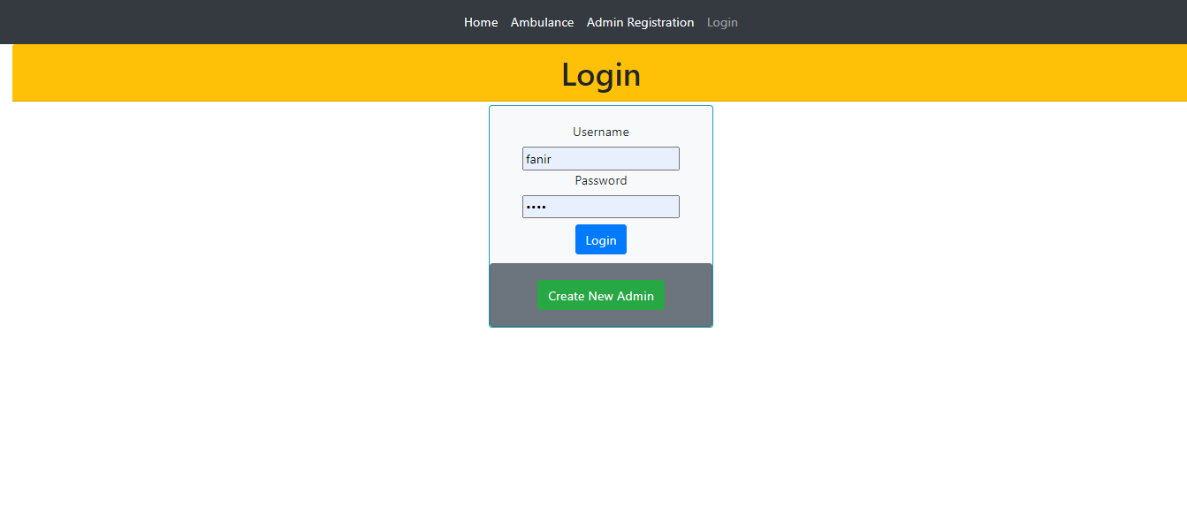 Home Ambulance Admin Registration Login
Login
Username
fanir
Password
••••
Login
Create New Admin